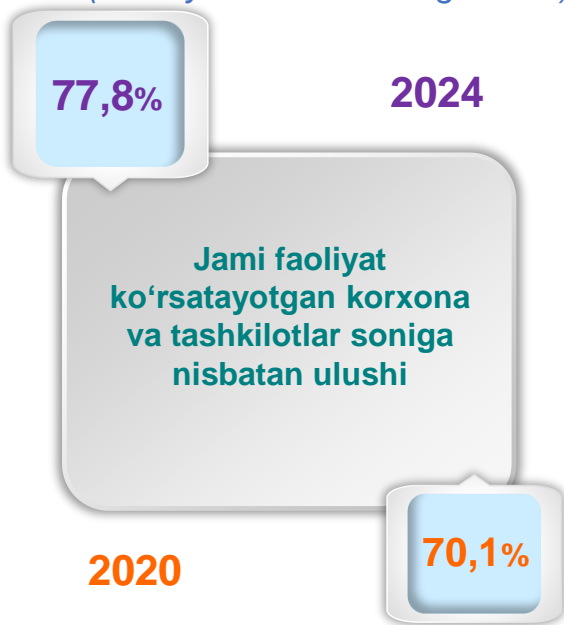 77,8%
2024
Jami faoliyat
ko‘rsatayotgan korxona
va tashkilotlar soniga
nisbatan ulushi
70,1%
2020